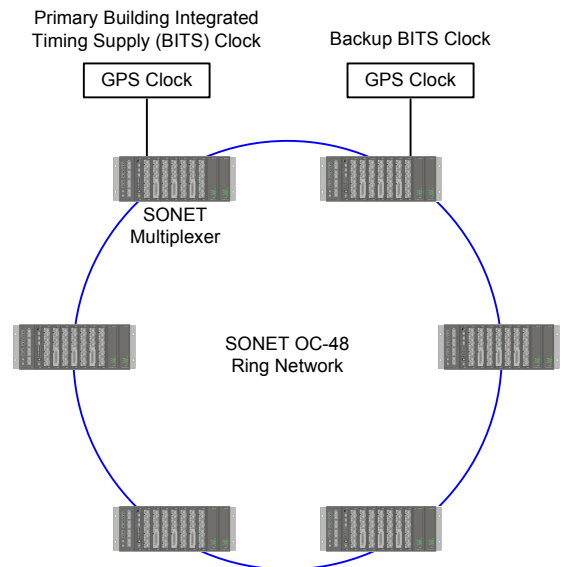 Primary Building Integrated
Timing Supply (BITS) Clock
Backup BITS Clock
GPS Clock
GPS Clock
SONET
Multiplexer
SONET OC-48
Ring Network